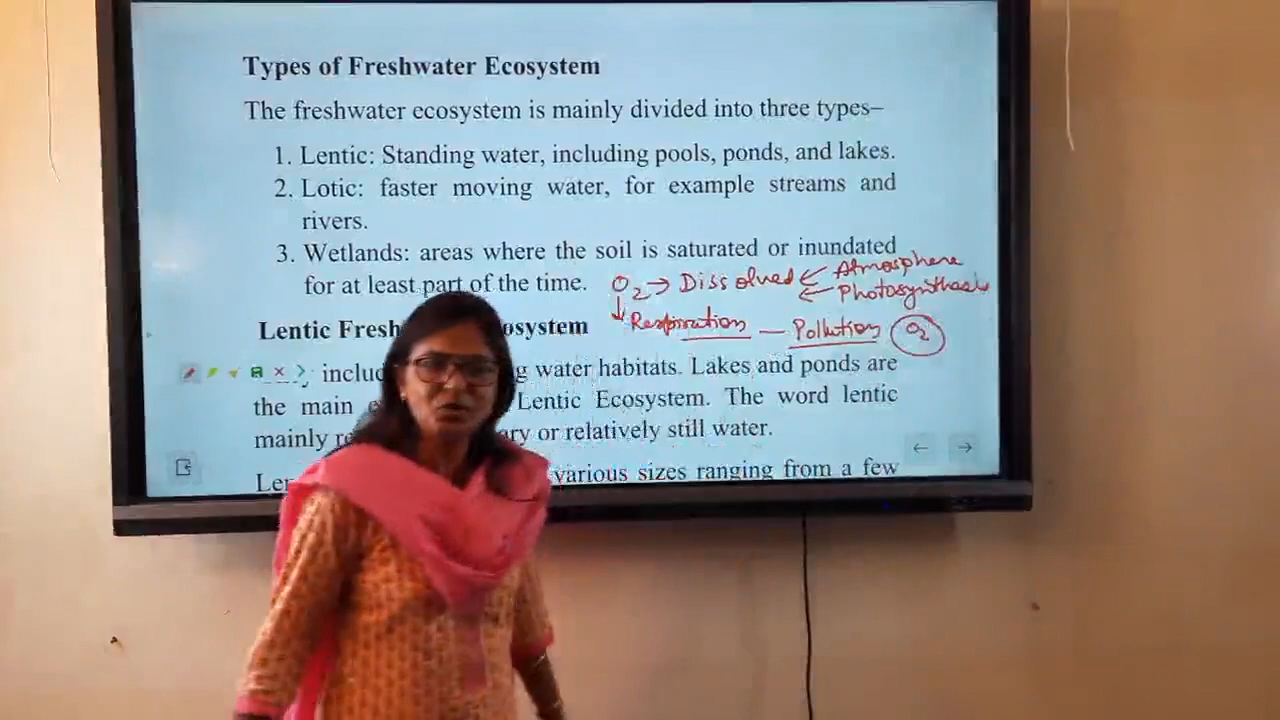 Types of Freshwater Ecosystem
The freshwater ecosystem is mainly divided into three types–
1. Lentic: Standing water, including pools, ponds, and lakes.
2. Lotic: faster moving water, for example streams and
rivers.
3. Wetlands: areas where the soil is saturated or inundated
for at least part of the time.
O2 → Dissolved ← Atmosphere
← Photosynthesis
↓ Respiration — Pollution O2
Lentic
includ g water habitats. Lakes and ponds are
the main Lentic Ecosystem. The word lentic
mainly or relatively still water.
various sizes ranging from a few